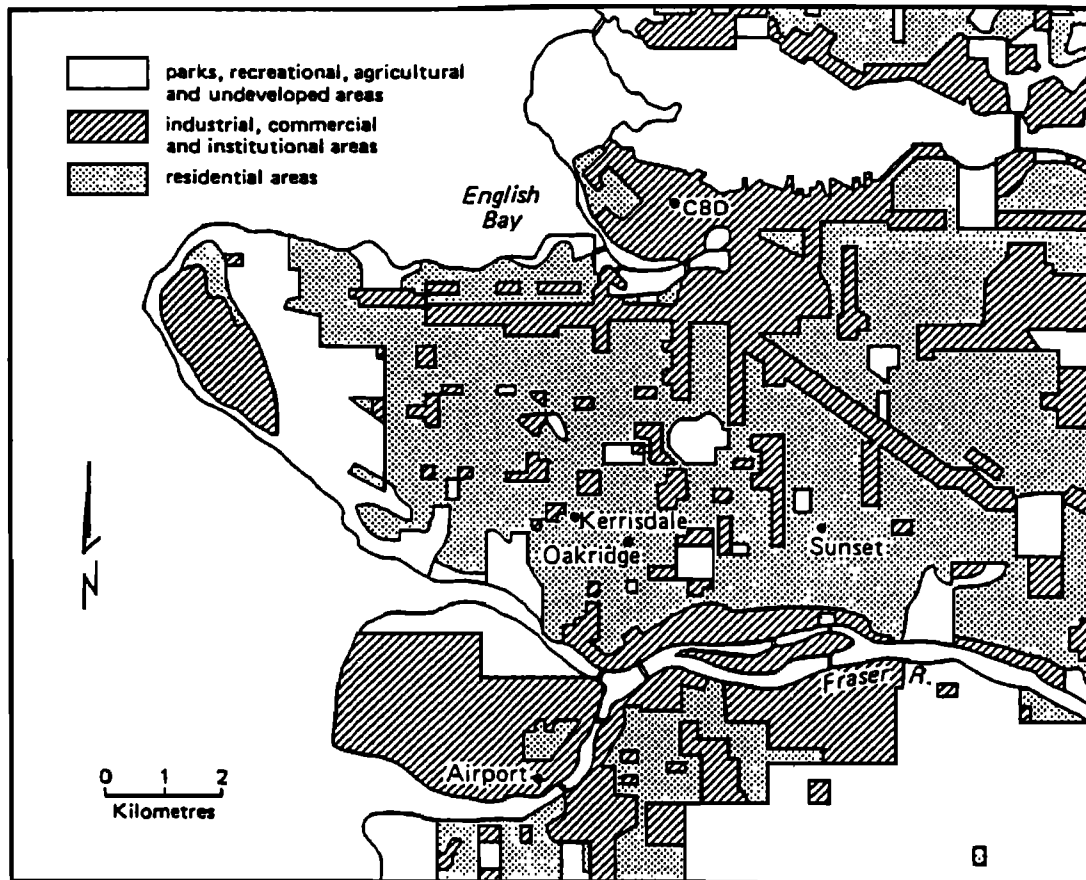 parks, recreational, agricultural
and undeveloped areas
industrial, commercial
and institutional areas
residential areas
English
Bay
CBD
Kerrisdale
Oakridge
Sunset
N
Fraser R.
Airport
0 1 2
Kilometres